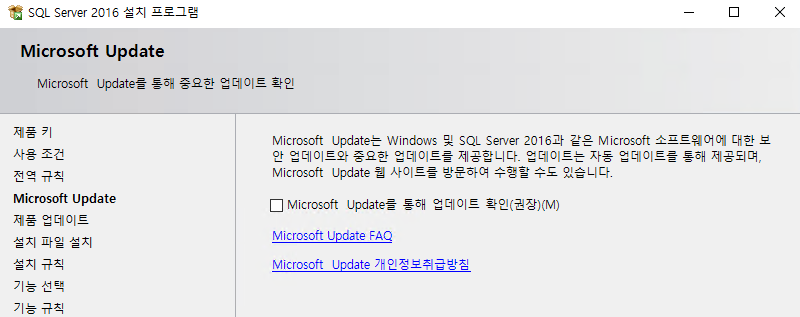 SQL Server 2016 설치 프로그램
Microsoft Update
Microsoft Update를 통해 중요한 업데이트 확인
제품 키
사용 조건
전역 규칙
Microsoft Update
제품 업데이트
설치 파일 설치
설치 규칙
기능 선택
기능 규칙
Microsoft Update는 Windows 및 SQL Server 2016과 같은 Microsoft 소프트웨어에 대한 보
안 업데이트와 중요한 업데이트를 제공합니다. 업데이트는 자동 업데이트를 통해 제공되며,
Microsoft Update 웹 사이트를 방문하여 수행할 수도 있습니다.
Microsoft Update를 통해 업데이트 확인(권장)(M)
Microsoft Update FAQ
Microsoft Update 개인정보취급방침